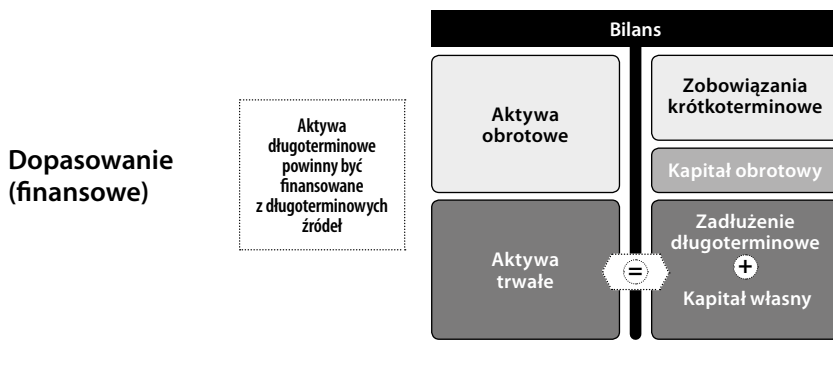 Dopasowanie
(finansowe)
Aktywa
długoterminowe
powinny być
finansowane
z długoterminowych
źródeł
Bilans
Aktywa
obrotowe
Zobowiązania
krótkoterminowe
Kapitał obrotowy
Aktywa
trwałe
=
Zadłużenie
długoterminowe
+
Kapitał własny